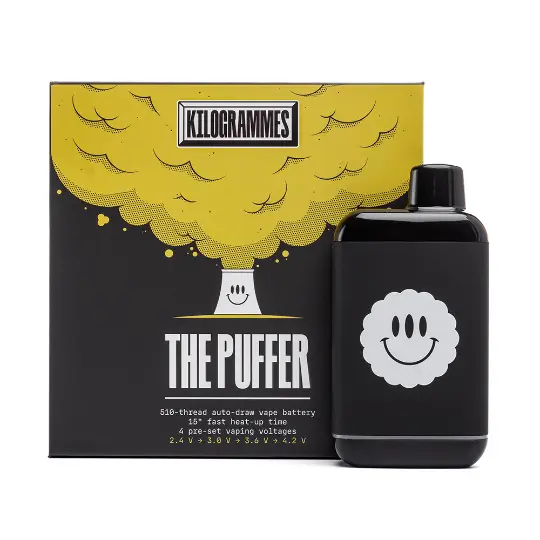 KILOGRAMMES
THE PUFFER
510-thread auto-draw vape battery
15" fast heat-up time
4 pre-set vaping voltages
2.4 V → 3.0 V → 3.6 V → 4.2 V